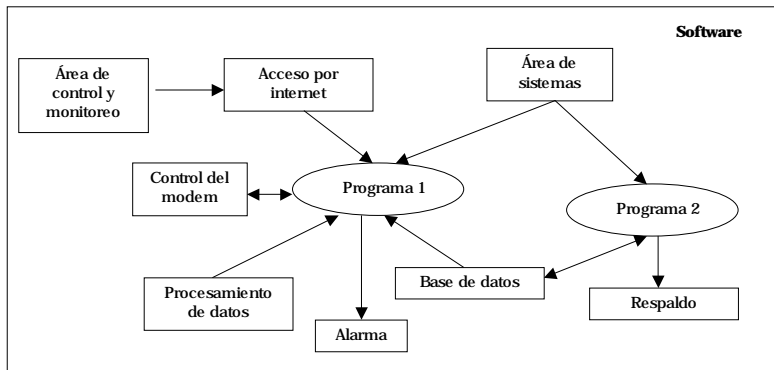 Software
Área de
control y
monitoreo
Acceso por
internet
Área de
sistemas
Control del
modem
Programa 1
Programa 2
Procesamiento
de datos
Base de datos
Respaldo
Alarma